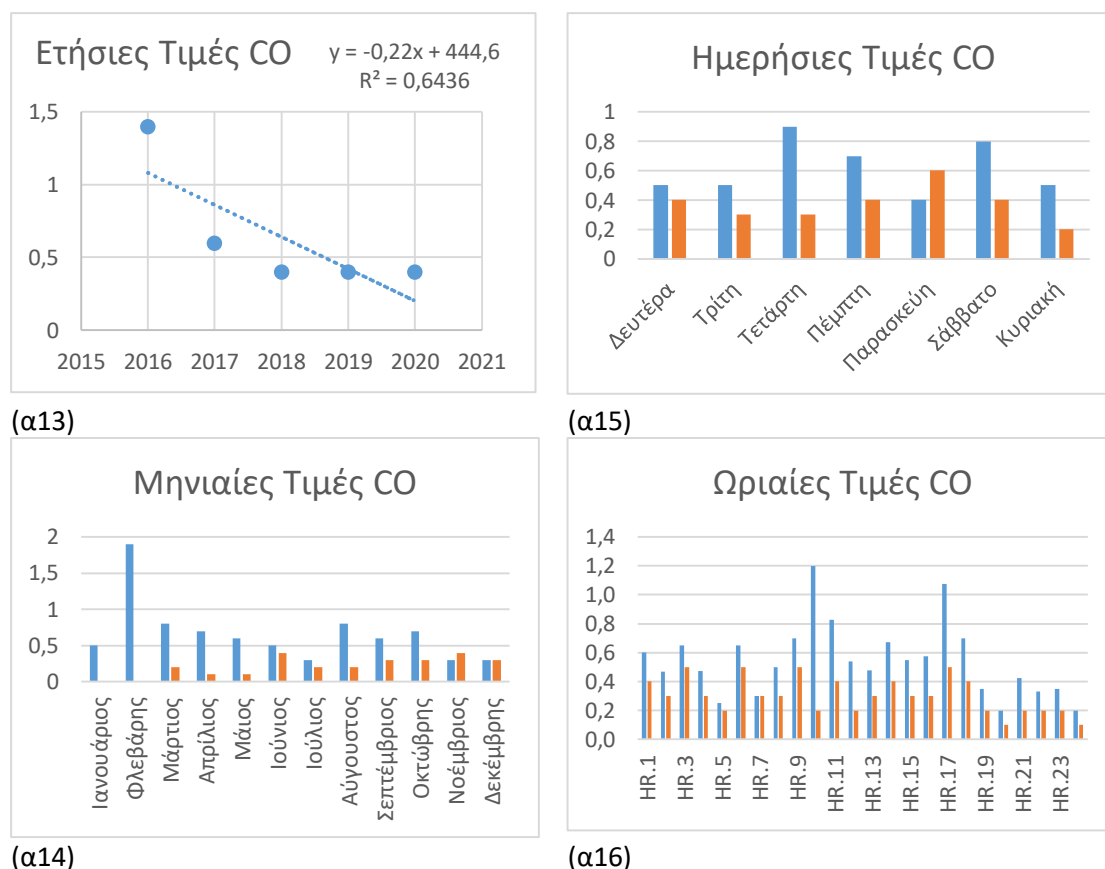 Ετήσιες Τιμές CO
y = -0,22x + 444,6
R² = 0,6436
1,5
1
0,5
0
2015 2016 2017 2018 2019 2020 2021
(α13)
Ημερήσιες Τιμές CO
1
0,8
0,6
0,4
0,2
0
Δευτέρα
Τρίτη
Τετάρτη
Πέμπτη
Παρασκεύη
Σάββατο
Κυριακή
(α15)
Μηνιαίες Τιμές CO
2
1,5
1
0,5
0
Ιανουάριος
Φλεβάρης
Μάρτιος
Απρίλιος
Μάιος
Ιούνιος
Ιούλιος
Αύγουστος
Σεπτέμβριος
Οκτώβρης
Νοέμβριος
Δεκέμβρης
(α14)
Ωριαίες Τιμές CO
1,4
1,2
1,0
0,8
0,6
0,4
0,2
0,0
HR.1
HR.3
HR.5
HR.7
HR.9
HR.11
HR.13
HR.15
HR.17
HR.19
HR.21
HR.23
(α16)